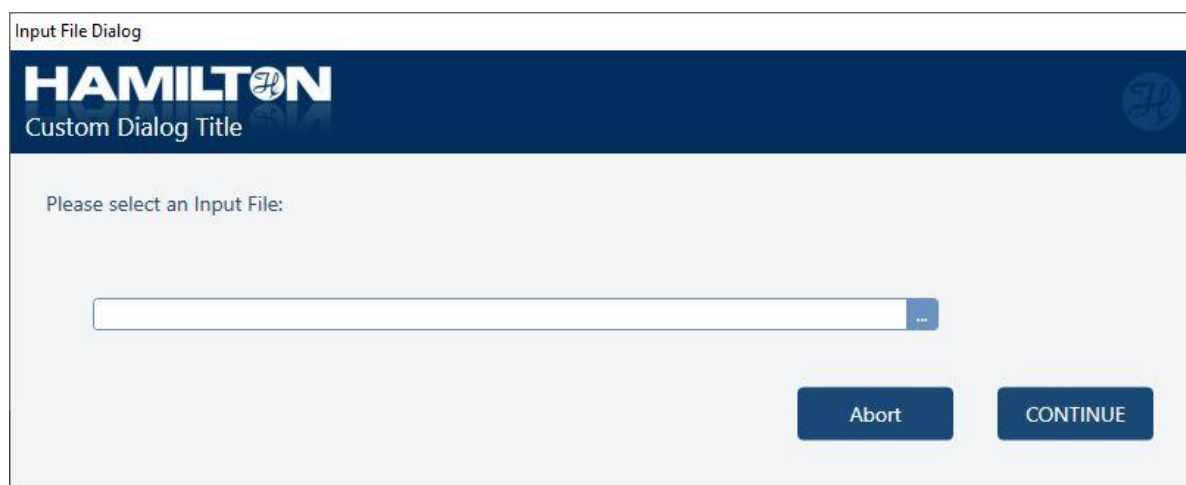 Input File Dialog
HAMILTON
Custom Dialog Title
Please select an Input File:
...
Abort
CONTINUE